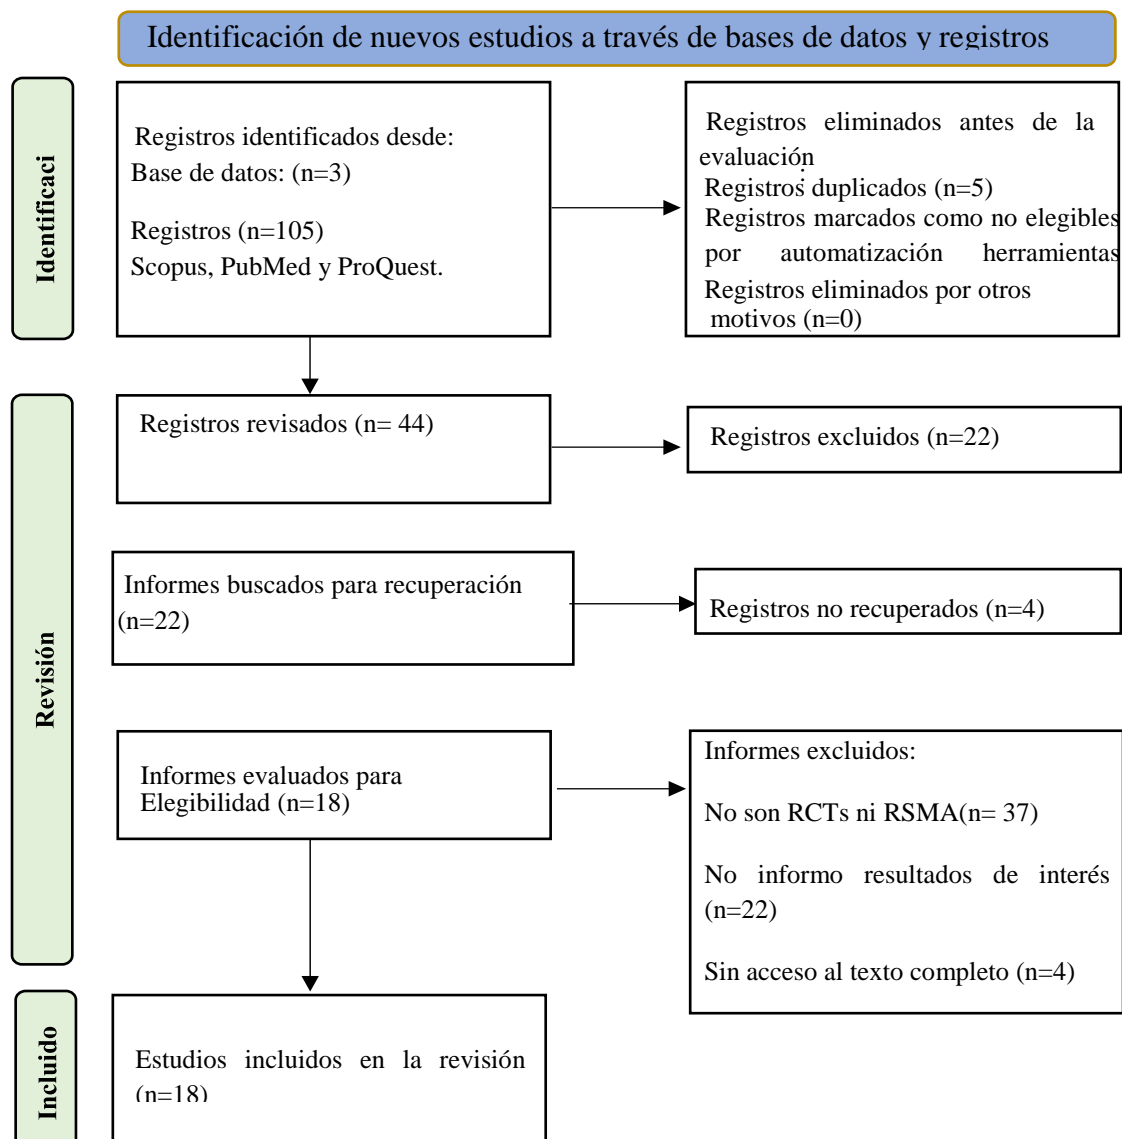 Identificación de nuevos estudios a través de bases de datos y registros
Identificaci
Registros identificados desde:
Base de datos: (n=3)
Registros (n=105)
Scopus, PubMed y ProQuest.
Registros eliminados antes de la
evaluación
:
Registros duplicados (n=5)
Registros marcados como no elegibles
por automatización herramientas
Registros eliminados por otros
motivos (n=0)
Revisión
Registros revisados (n= 44)
Registros excluidos (n=22)
Informes buscados para recuperación
(n=22)
Registros no recuperados (n=4)
Informes evaluados para
Elegibilidad (n=18)
Informes excluidos:
No son RCTs ni RSMA(n= 37)
No informo resultados de interés
(n=22)
Sin acceso al texto completo (n=4)
Incluido
Estudios incluidos en la revisión
(n=18)